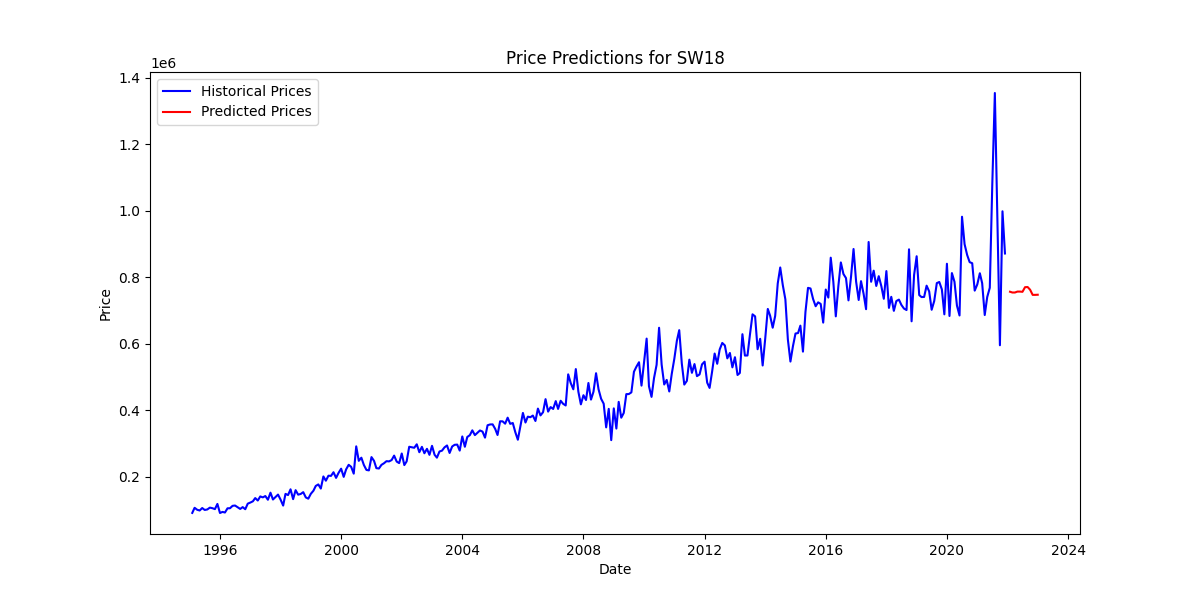 Price Predictions for SW18
1e6
Historical Prices
Predicted Prices
1.4
1.2
1.0
0.8
0.6
0.4
0.2
Price
1996 2000 2004 2008 2012 2016 2020 2024
Date